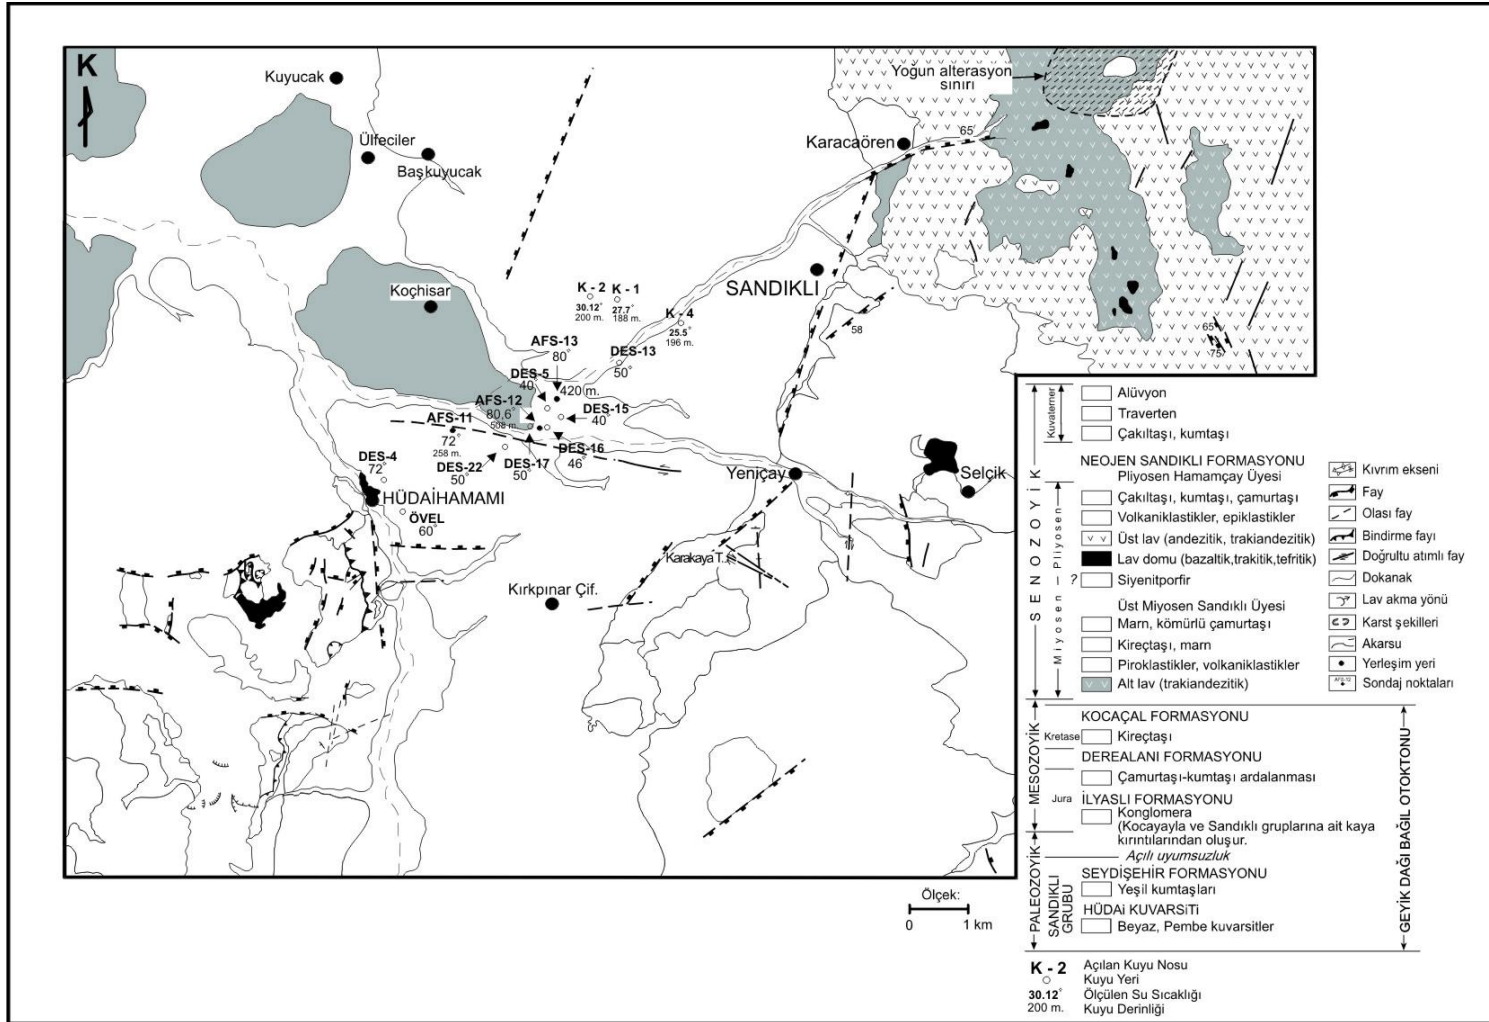 K
Kuyucak
Ülfeciler
Başkuyucak
Yoğun alterasyon
sınırı
Karacaören
65
Koçhisar
SANDIKLI
K - 2
30.12°
200 m.
K - 1
27.7°
188 m.
K - 4
25.5°
196 m.
58
65
75
AFS-13
80°
420 m.
DES-13
50°
DES-5
40°
AFS-12
80.6°
508 m
DES-15
40°
AFS-11
72°
258 m.
DES-16
46°
DES-4
72°
DES-22
50°
DES-17
50°
HÜDAİHAMAMI
ÖVEL
60°
Yeniçay
Selçik
Karakaya T.
Kırkpınar Çif.
Ölçek:
0 1 km
SENOZOYİK
Kuvaterner
Alüvyon
Traverten
Çakıltaşı, kumtaşı
NEOJEN SANDIKLI FORMASYONU
Pliyosen Hamamçay Üyesi
Miyosen — Pliyosen
Çakıltaşı, kumtaşı, çamurtaşı
Volkaniklastikler, epiklastikler
Üst lav (andezitik, trakiandezitik)
Lav domu (bazaltik,trakitik,tefritik)
? Siyenitporfir
Üst Miyosen Sandıklı Üyesi
Marn, kömürlü çamurtaşı
Kireçtaşı, marn
Piroklastikler, volkaniklastikler
Alt lav (trakiandezitik)
MESOZOYİK
KOCAÇAL FORMASYONU
Kretase Kireçtaşı
DEREALANI FORMASYONU
Çamurtaşı-kumtaşı ardalanması
Jura İLYASLI FORMASYONU
Konglomera
(Kocayayla ve Sandıklı gruplarına ait kaya
kırıntılarından oluşur.
PALEOZOYİK
Açılı uyumsuzluk
SANDIKLI
GRUBU
SEYDİŞEHİR FORMASYONU
Yeşil kumtaşları
HÜDAi KUVARSiTi
Beyaz, Pembe kuvarsitler
GEYİK DAĞI BAĞIL OTOKTONU
Kıvrım ekseni
Fay
Olası fay
Bindirme fayı
Doğrultu atımlı fay
Dokanak
Lav akma yönü
Karst şekilleri
Akarsu
Yerleşim yeri
AFS-12
Sondaj noktaları
K - 2 Açılan Kuyu Nosu
Kuyu Yeri
30.12° Ölçülen Su Sıcaklığı
200 m. Kuyu Derinliği